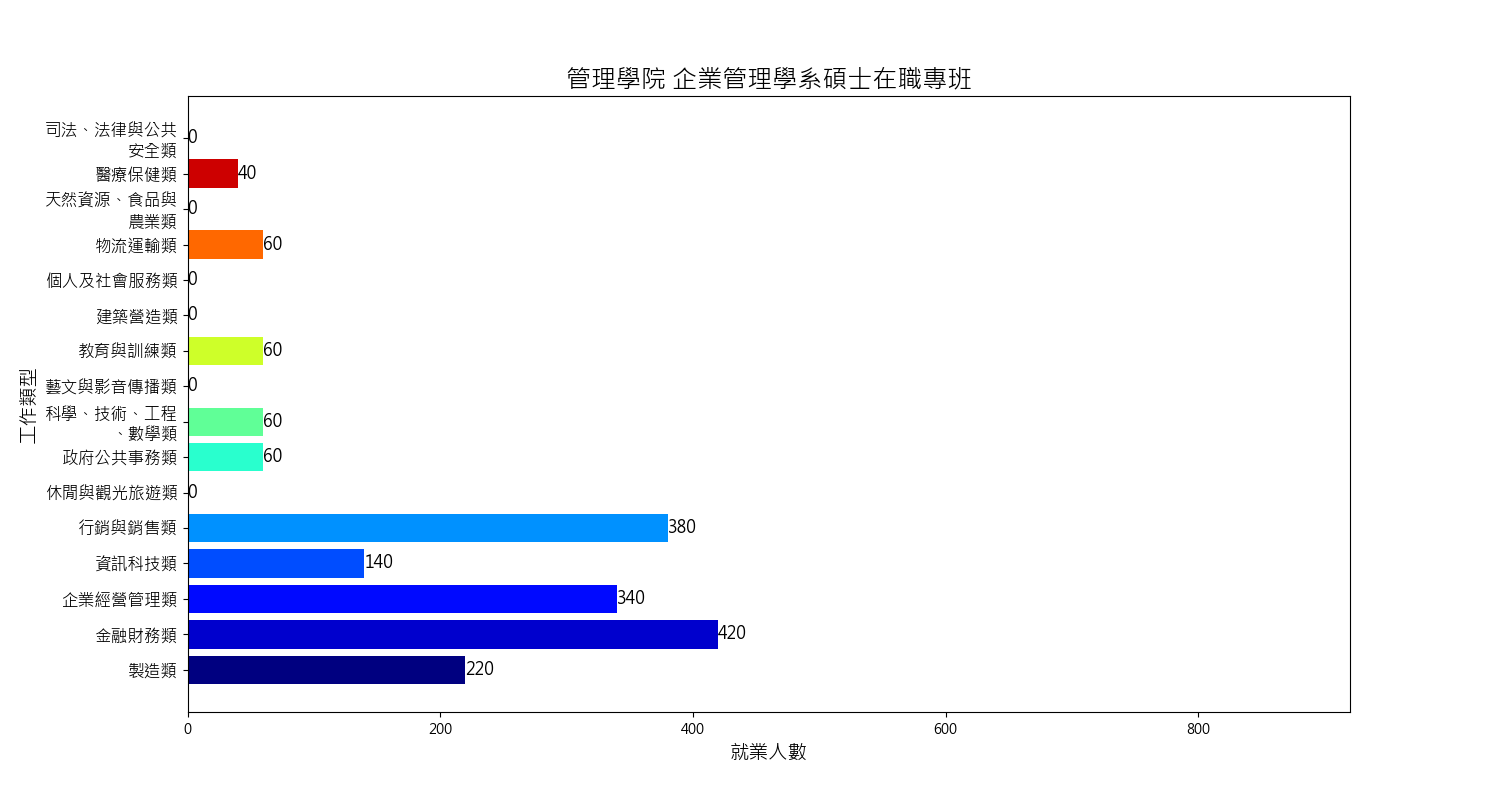 管理學院 企業管理學系碩士在職專班
司法、法律與公共
安全類
0
醫療保健類
40
天然資源、食品與
農業類
0
物流運輸類
60
個人及社會服務類
0
建築營造類
0
教育與訓練類
60
藝文與影音傳播類
0
科學、技術、工程
、數學類
60
政府公共事務類
60
休閒與觀光旅遊類
0
行銷與銷售類
380
資訊科技類
140
企業經營管理類
340
金融財務類
420
製造類
220
工作類型
0 200 400 600 800
就業人數